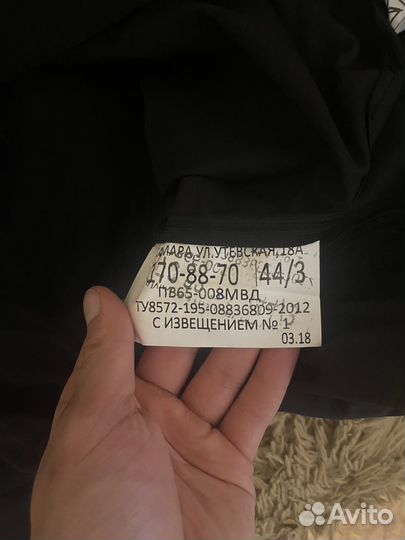 МАРА, УЛ.УТЕВСКАЯ,18А.
170-88-70 44/3
ПВ65-008МВД
ТУ8572-195-08836809-2012
С ИЗВЕЩЕНИЕМ № 1
03.18
Avito